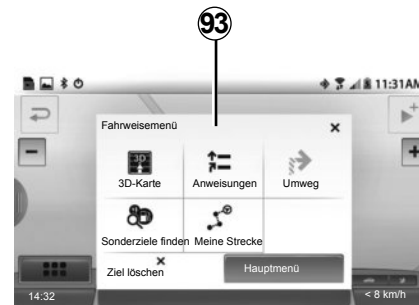 93
11:31AM
Fahrweisemenü
3D
3D-Karte Anweisungen Umweg
Sonderziele finden Meine Strecke
Ziel löschen Hauptmenü
14:32 < 8 km/h